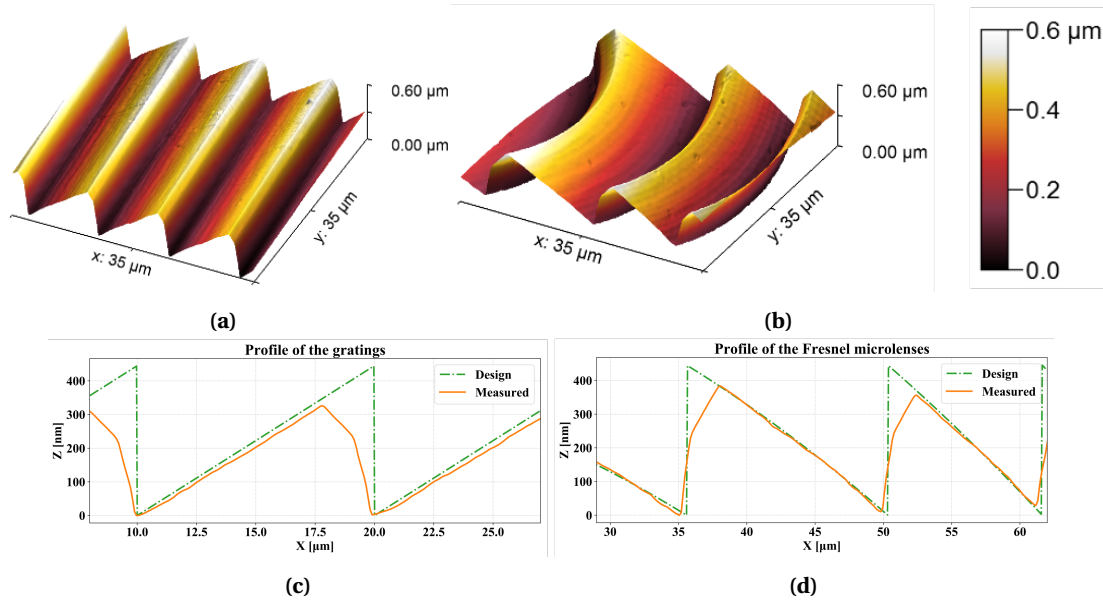 0.60 µm
0.00 µm
x: 35 µm
y: 35 µm
0.60 µm
0.00 µm
x: 35 µm
y: 35 µm
0.6 µm
0.4
0.2
0.0
(a)
(b)
Profile of the gratings
Z [nm]
400
300
200
100
0
Design
Measured
10.0 12.5 15.0 17.5 20.0 22.5 25.0
X [µm]
(c)
Profile of the Fresnel microlenses
Z [nm]
400
300
200
100
0
Design
Measured
30 35 40 45 50 55 60
X [µm]
(d)